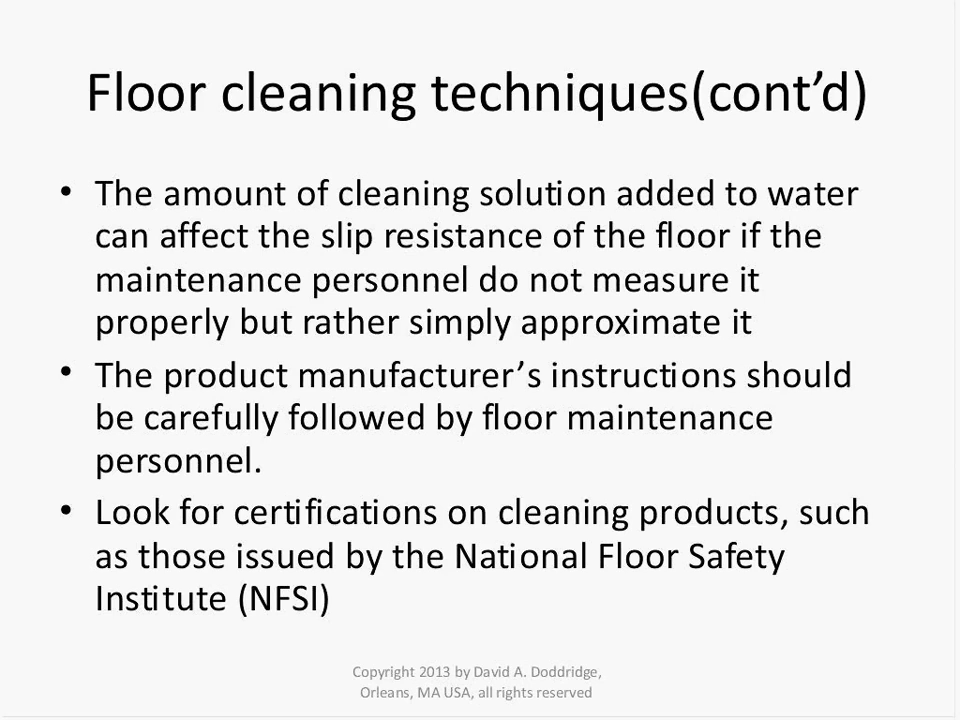 Floor cleaning techniques(cont’d)
• The amount of cleaning solution added to water
can affect the slip resistance of the floor if the
maintenance personnel do not measure it
properly but rather simply approximate it
• The product manufacturer’s instructions should
be carefully followed by floor maintenance
personnel.
• Look for certifications on cleaning products, such
as those issued by the National Floor Safety
Institute (NFSI)
Copyright 2013 by David A. Doddridge,
Orleans, MA USA, all rights reserved